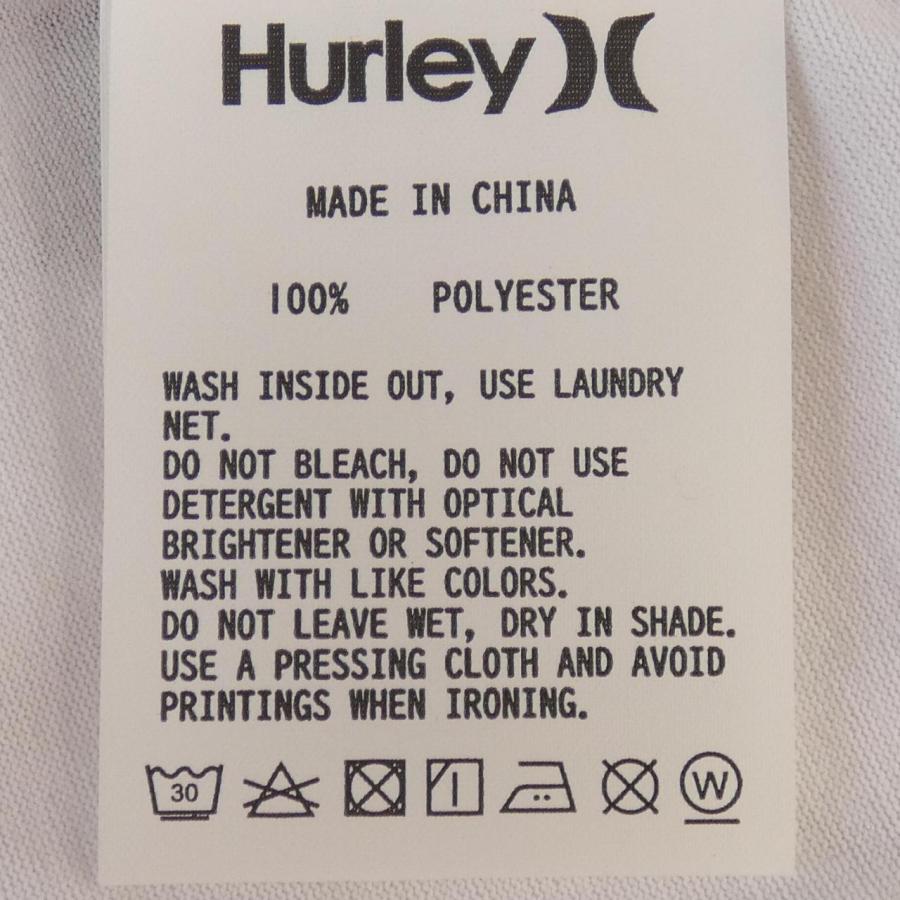 Hurley
MADE IN CHINA
100% POLYESTER
WASH INSIDE OUT, USE LAUNDRY
NET.
DO NOT BLEACH, DO NOT USE
DETERGENT WITH OPTICAL
BRIGHTENER OR SOFTENER.
WASH WITH LIKE COLORS.
DO NOT LEAVE WET, DRY IN SHADE.
USE A PRESSING CLOTH AND AVOID
PRINTINGS WHEN IRONING.
30 W